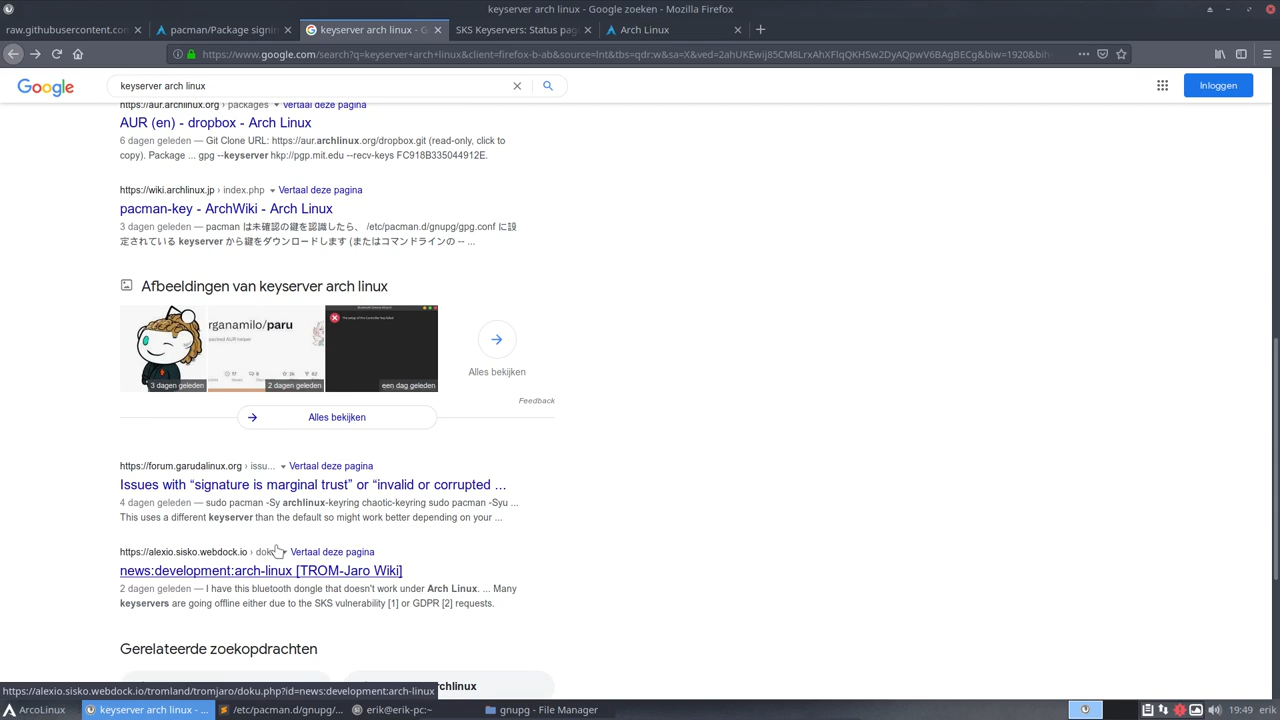 keyserver arch linux - Google zoeken - Mozilla Firefox
raw.githubusercontent.com
pacman/Package signin
keyserver arch linux - G
SKS Keyservers: Status pag
Arch Linux
https://www.google.com/search?q=keyserver+arch+linux&client=firefox-b-ab&source=lnt&tbs=qdr:w&sa=X&ved=2ahUKEwij85CM8LrxAhXFlqQKHSw2DyAQpwV6BAgBECg&biw=1920&bih
Google
keyserver arch linux
Inloggen
https://aur.archlinux.org › packages Vertaal deze pagina
AUR (en) - dropbox - Arch Linux
6 dagen geleden — Git Clone URL: https://aur.archlinux.org/dropbox.git (read-only, click to
copy). Package ... gpg --keyserver hkp://pgp.mit.edu --recv-keys FC918B335044912E.
https://wiki.archlinux.jp › index.php Vertaal deze pagina
pacman-key - ArchWiki - Arch Linux
3 dagen geleden — pacman は未確認の鍵を認識したら、 /etc/pacman.d/gnupg/gpg.conf に設
定されている keyserver から鍵をダウンロードします (またはコマンドラインの -- ...
Afbeeldingen van keyserver arch linux
rganamilo/paru
3 dagen geleden
2 dagen geleden
een dag geleden
Alles bekijken
Feedback
Alles bekijken
https://forum.garudalinux.org › issu... Vertaal deze pagina
Issues with “signature is marginal trust” or “invalid or corrupted ...
4 dagen geleden — sudo pacman -Sy archlinux-keyring chaotic-keyring sudo pacman -Syu ...
This uses a different keyserver than the default so might work better depending on your ...
https://alexio.sisko.webdock.io › dok Vertaal deze pagina
news:development:arch-linux [TROM-Jaro Wiki]
2 dagen geleden — I have this bluetooth dongle that doesn't work under Arch Linux. ... Many
keyservers are going offline either due to the SKS vulnerability [1] or GDPR [2] requests.
Gerelateerde zoekopdrachten
archlinux
https://alexio.sisko.webdock.io/tromland/tromjaro/doku.php?id=news:development:arch-linux
ArcoLinux
keyserver arch linux - ...
/etc/pacman.d/gnupg/...
erik@erik-pc:~
gnupg - File Manager
19:49
erik